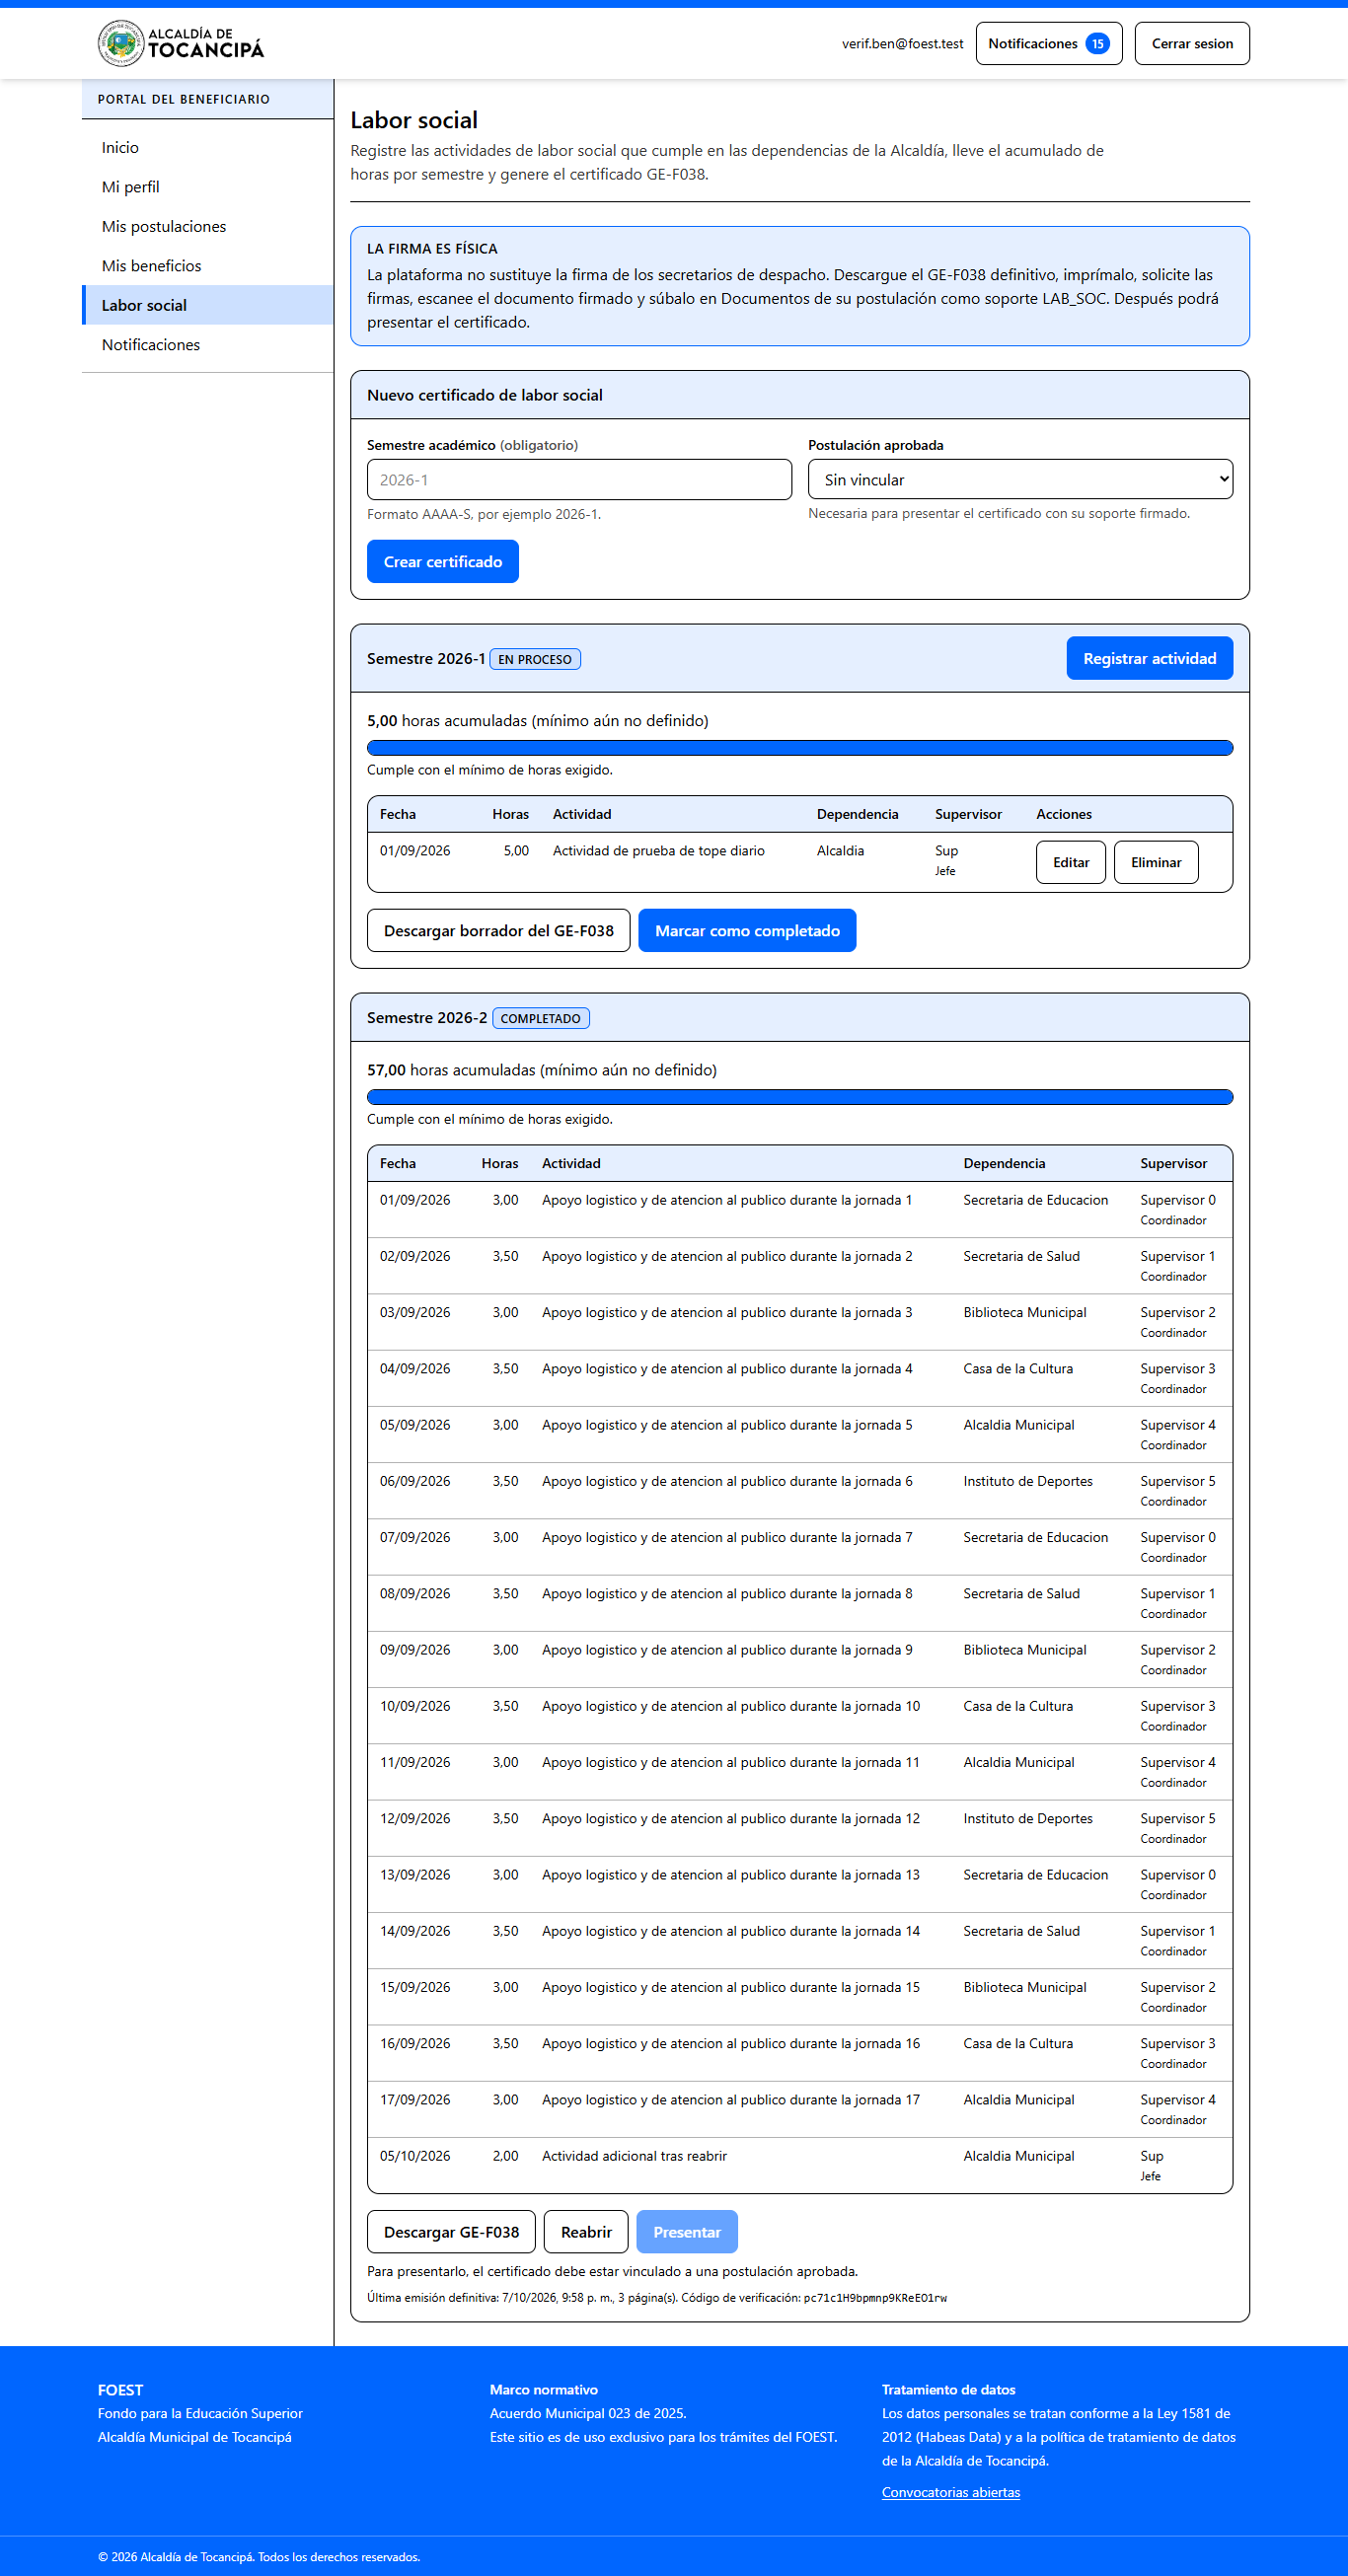 ALCALDÍA DE
TOCANCIPÁ
verif.ben@foest.test
Notificaciones 15
Cerrar sesion
PORTAL DEL BENEFICIARIO
Inicio
Mi perfil
Mis postulaciones
Mis beneficios
Labor social
Notificaciones
Labor social
Registre las actividades de labor social que cumple en las dependencias de la Alcaldía, lleve el acumulado de
horas por semestre y genere el certificado GE-F038.
LA FIRMA ES FÍSICA
La plataforma no sustituye la firma de los secretarios de despacho. Descargue el GE-F038 definitivo, imprímalo, solicite las
firmas, escanee el documento firmado y súbalo en Documentos de su postulación como soporte LAB_SOC. Después podrá
presentar el certificado.
Nuevo certificado de labor social
Semestre académico (obligatorio)
2026-1
Formato AAAA-S, por ejemplo 2026-1.
Postulación aprobada
Sin vincular
Necesaria para presentar el certificado con su soporte firmado.
Crear certificado
Semestre 2026-1 EN PROCESO
Registrar actividad
5,00 horas acumuladas (mínimo aún no definido)
Cumple con el mínimo de horas exigido.
Fecha Horas Actividad Dependencia Supervisor Acciones
01/09/2026 5,00 Actividad de prueba de tope diario Alcaldia Sup Editar Eliminar
Jefe
Descargar borrador del GE-F038 Marcar como completado
Semestre 2026-2 COMPLETADO
57,00 horas acumuladas (mínimo aún no definido)
Cumple con el mínimo de horas exigido.
Fecha Horas Actividad Dependencia Supervisor
01/09/2026 3,00 Apoyo logistico y de atencion al publico durante la jornada 1 Secretaria de Educacion Supervisor 0
Coordinador
02/09/2026 3,50 Apoyo logistico y de atencion al publico durante la jornada 2 Secretaria de Salud Supervisor 1
Coordinador
03/09/2026 3,00 Apoyo logistico y de atencion al publico durante la jornada 3 Biblioteca Municipal Supervisor 2
Coordinador
04/09/2026 3,50 Apoyo logistico y de atencion al publico durante la jornada 4 Casa de la Cultura Supervisor 3
Coordinador
05/09/2026 3,00 Apoyo logistico y de atencion al publico durante la jornada 5 Alcaldia Municipal Supervisor 4
Coordinador
06/09/2026 3,50 Apoyo logistico y de atencion al publico durante la jornada 6 Instituto de Deportes Supervisor 5
Coordinador
07/09/2026 3,00 Apoyo logistico y de atencion al publico durante la jornada 7 Secretaria de Educacion Supervisor 0
Coordinador
08/09/2026 3,50 Apoyo logistico y de atencion al publico durante la jornada 8 Secretaria de Salud Supervisor 1
Coordinador
09/09/2026 3,00 Apoyo logistico y de atencion al publico durante la jornada 9 Biblioteca Municipal Supervisor 2
Coordinador
10/09/2026 3,50 Apoyo logistico y de atencion al publico durante la jornada 10 Casa de la Cultura Supervisor 3
Coordinador
11/09/2026 3,00 Apoyo logistico y de atencion al publico durante la jornada 11 Alcaldia Municipal Supervisor 4
Coordinador
12/09/2026 3,50 Apoyo logistico y de atencion al publico durante la jornada 12 Instituto de Deportes Supervisor 5
Coordinador
13/09/2026 3,00 Apoyo logistico y de atencion al publico durante la jornada 13 Secretaria de Educacion Supervisor 0
Coordinador
14/09/2026 3,50 Apoyo logistico y de atencion al publico durante la jornada 14 Secretaria de Salud Supervisor 1
Coordinador
15/09/2026 3,00 Apoyo logistico y de atencion al publico durante la jornada 15 Biblioteca Municipal Supervisor 2
Coordinador
16/09/2026 3,50 Apoyo logistico y de atencion al publico durante la jornada 16 Casa de la Cultura Supervisor 3
Coordinador
17/09/2026 3,00 Apoyo logistico y de atencion al publico durante la jornada 17 Alcaldia Municipal Supervisor 4
Coordinador
05/10/2026 2,00 Actividad adicional tras reabrir Alcaldia Municipal Sup
Jefe
Descargar GE-F038 Reabrir Presentar
Para presentarlo, el certificado debe estar vinculado a una postulación aprobada.
Última emisión definitiva: 7/10/2026, 9:58 p. m., 3 página(s). Código de verificación: pc71c1H9bpmnp9KReEO1rw
FOEST
Fondo para la Educación Superior
Alcaldía Municipal de Tocancipá
Marco normativo
Acuerdo Municipal 023 de 2025.
Este sitio es de uso exclusivo para los trámites del FOEST.
Tratamiento de datos
Los datos personales se tratan conforme a la Ley 1581 de
2012 (Habeas Data) y a la política de tratamiento de datos
de la Alcaldía de Tocancipá.
Convocatorias abiertas
© 2026 Alcaldía de Tocancipá. Todos los derechos reservados.